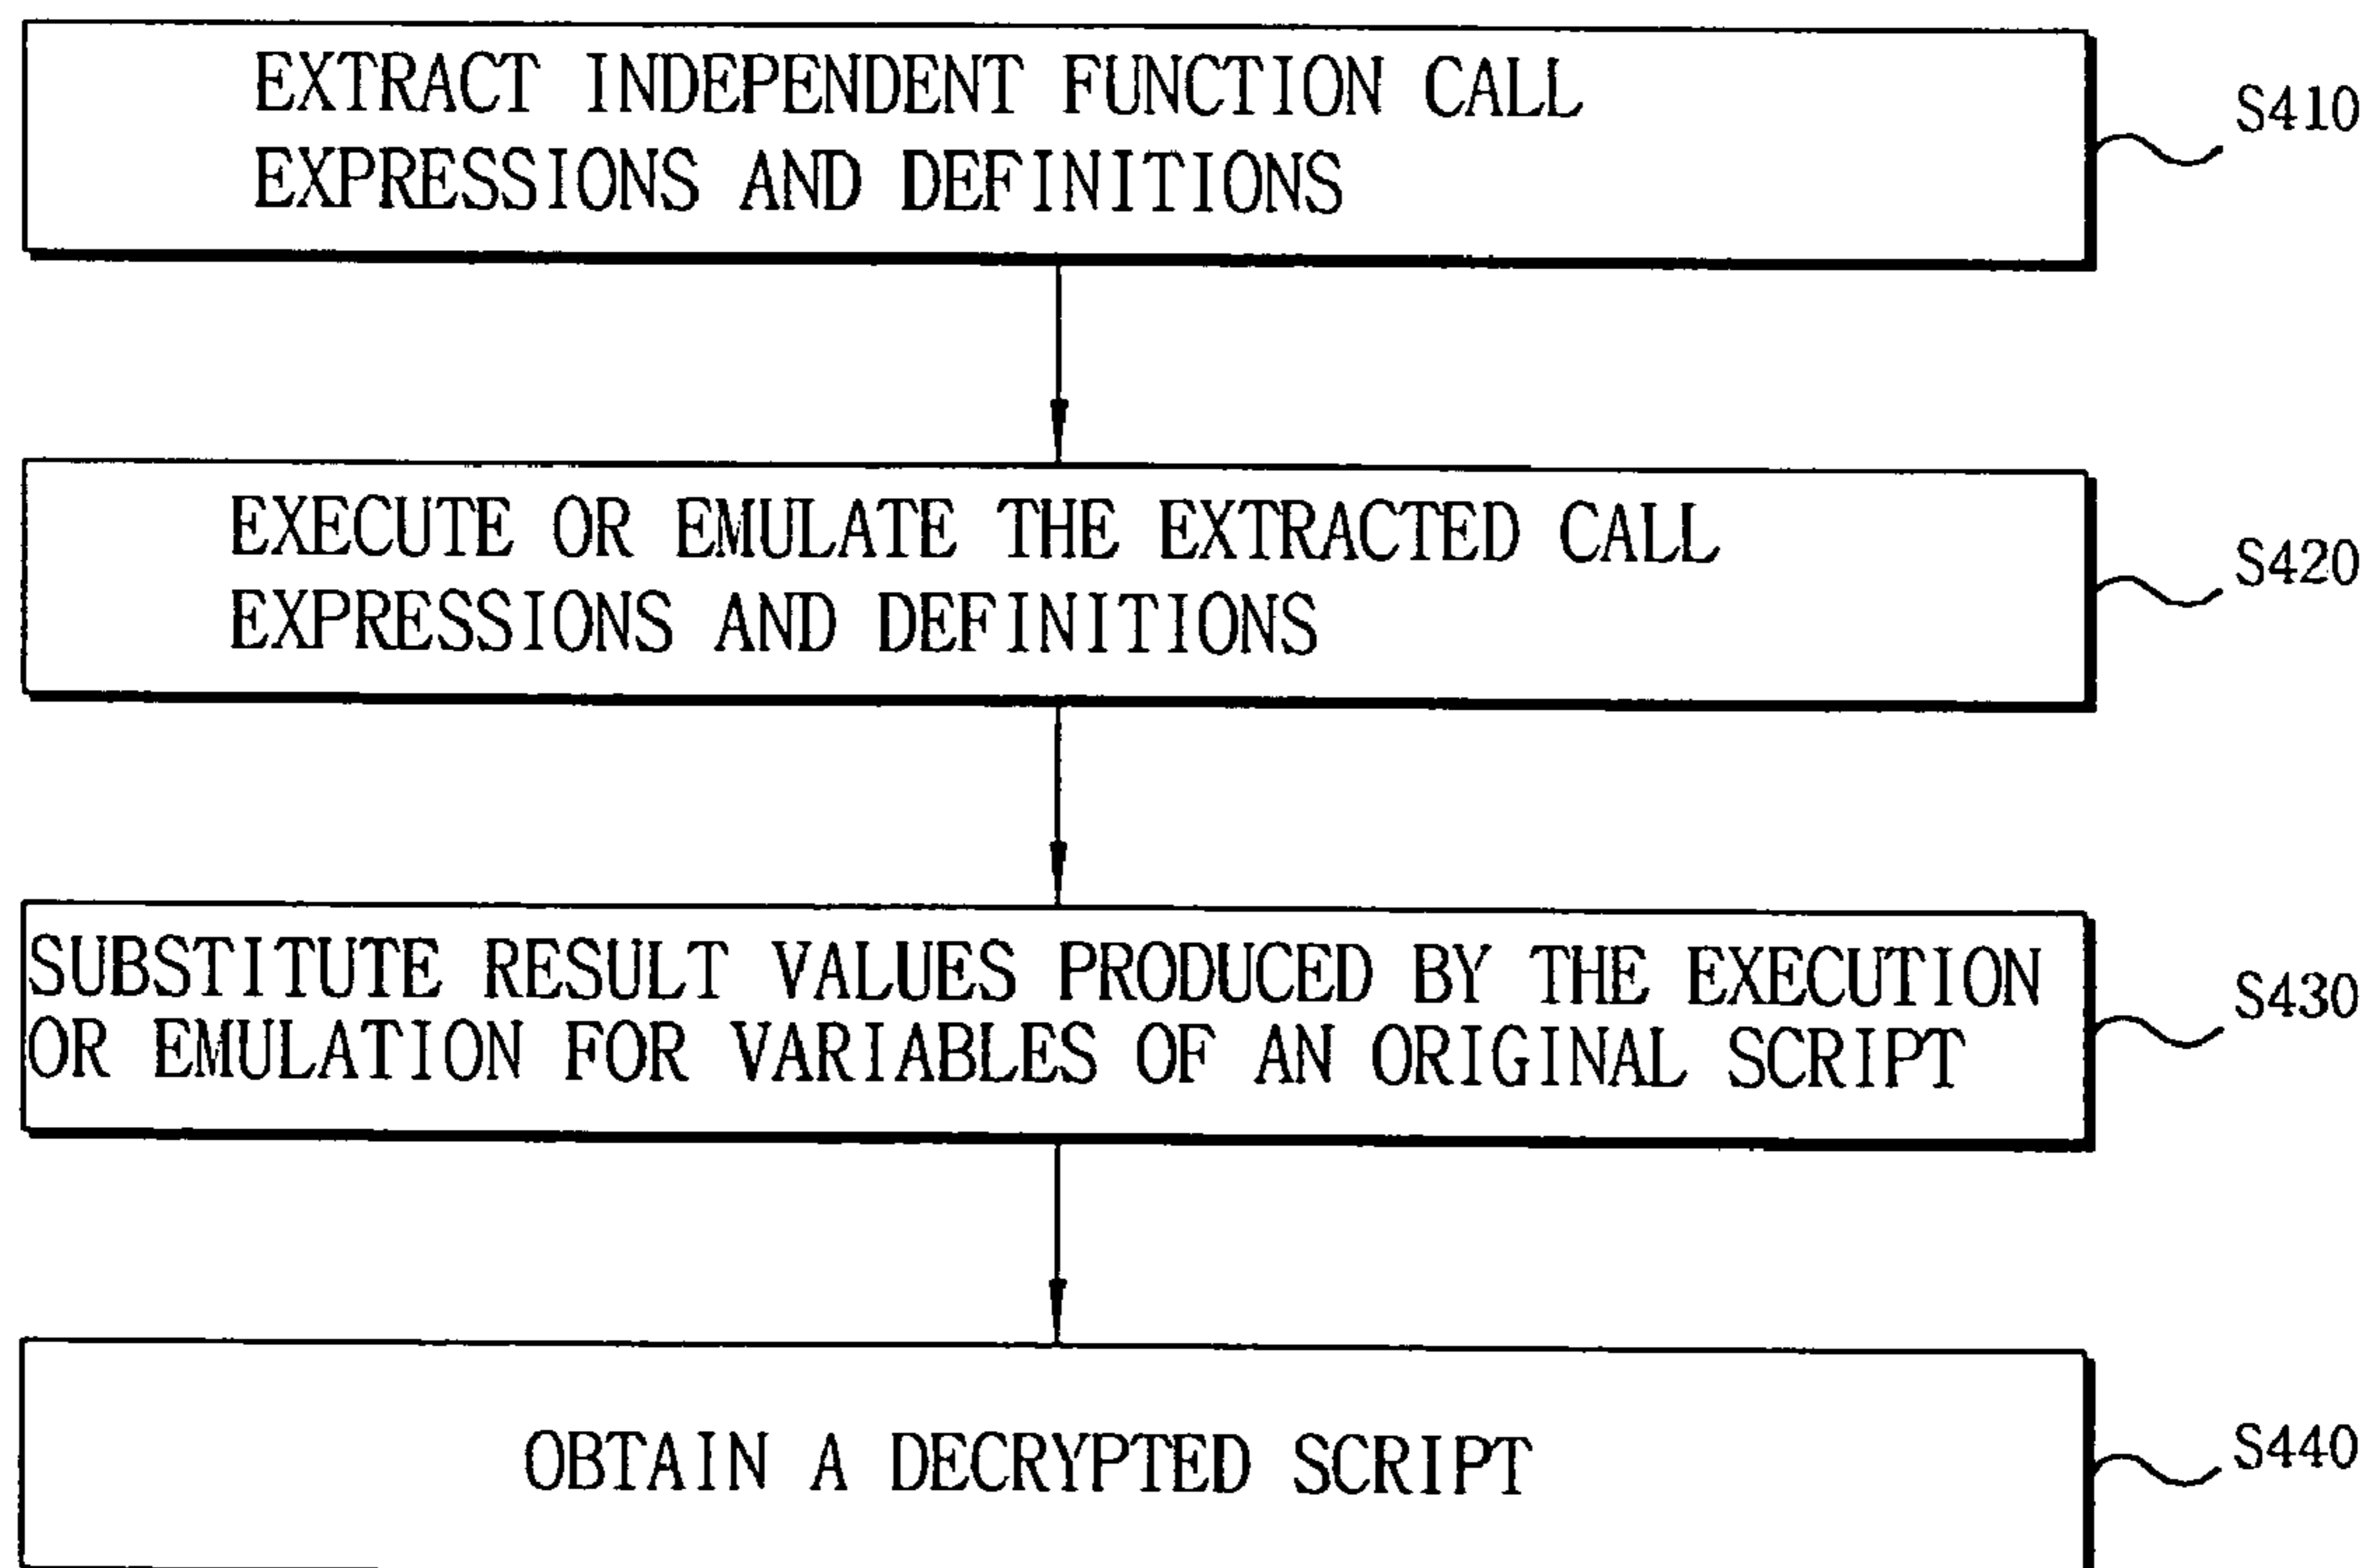 EXTRACT INDEPENDENT FUNCTION CALL
EXPRESSIONS AND DEFINITIONS
S410
EXECUTE OR EMULATE THE EXTRACTED CALL
EXPRESSIONS AND DEFINITIONS
S420
SUBSTITUTE RESULT VALUES PRODUCED BY THE EXECUTION
OR EMULATION FOR VARIABLES OF AN ORIGINAL SCRIPT
S430
OBTAIN A DECRYPTED SCRIPT
S440